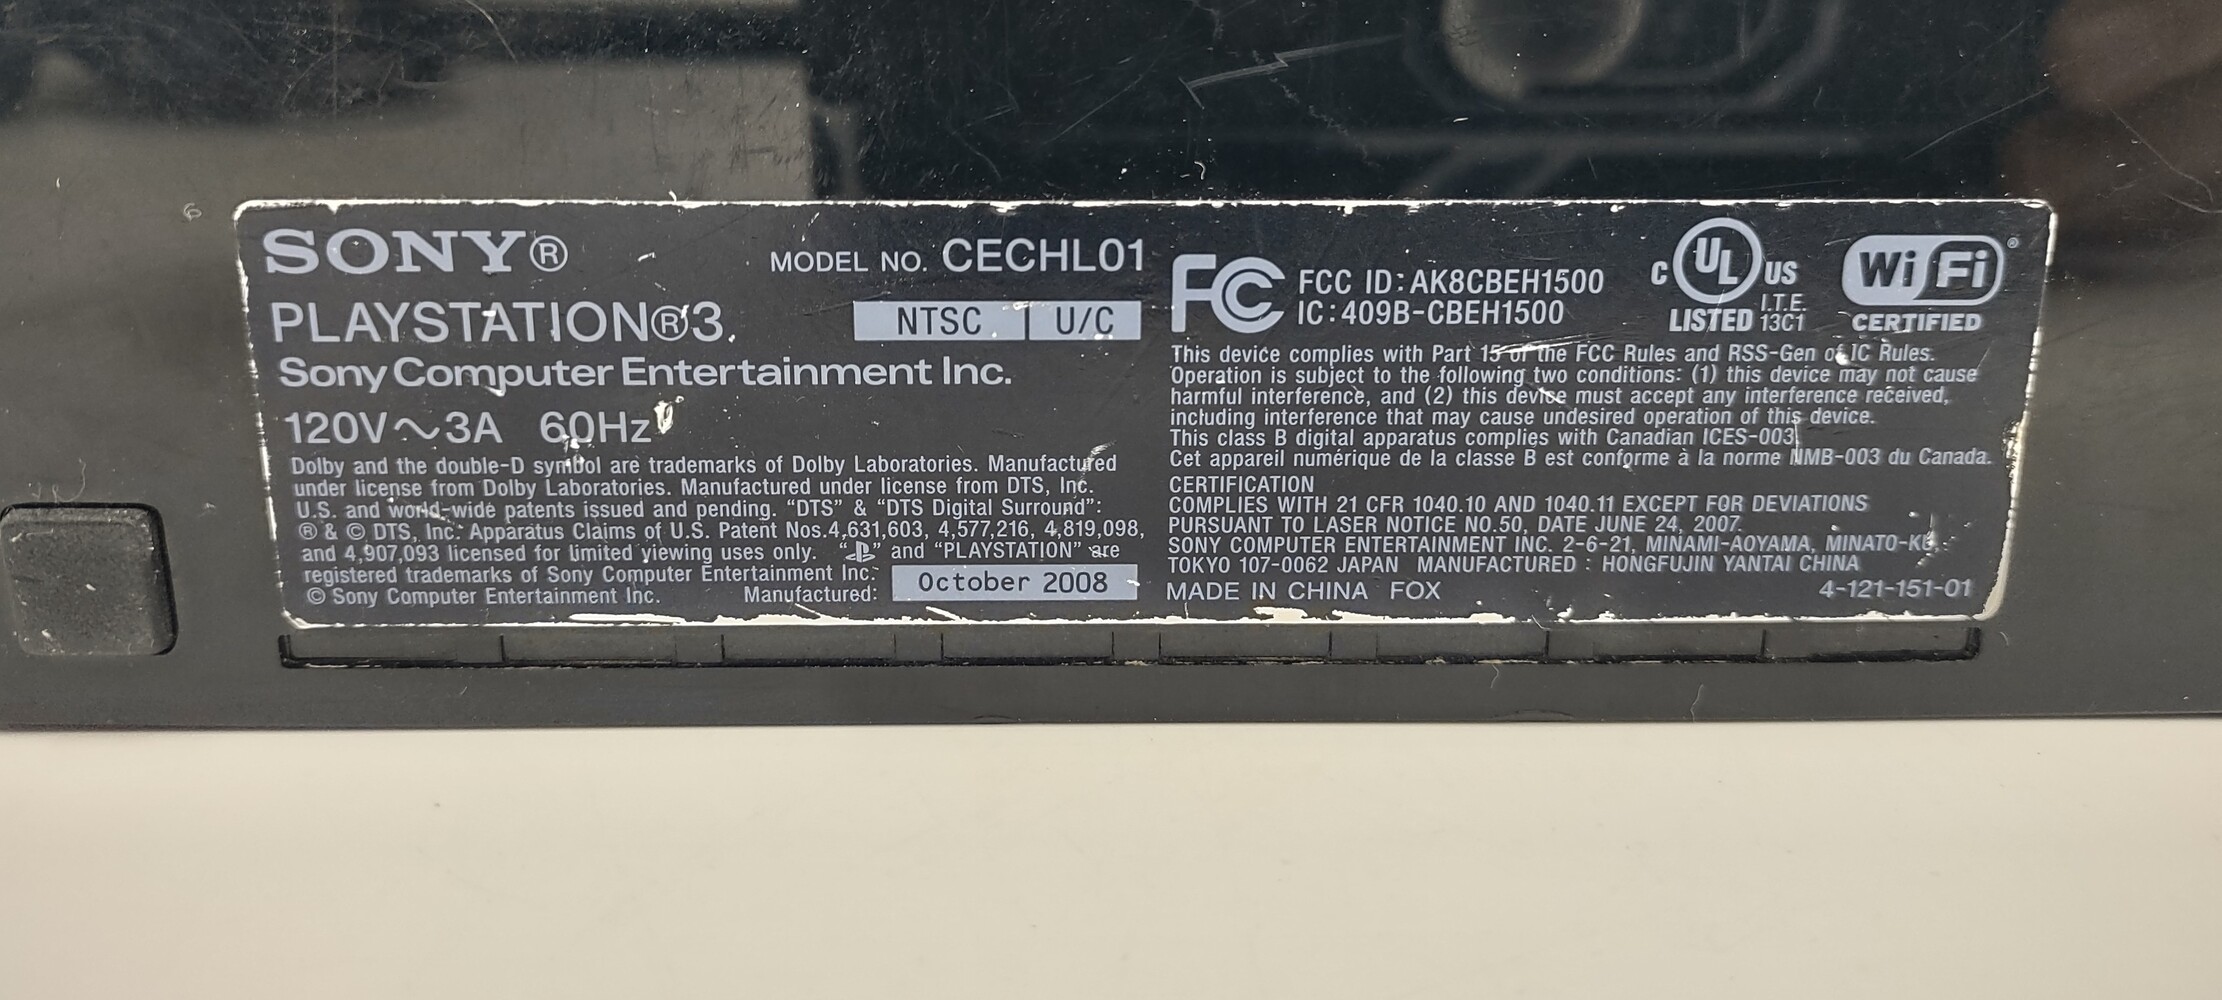 SONY®
MODEL NO. CECHL01
PLAYSTATION®3.
NTSC U/C
Sony Computer Entertainment Inc.
120V~3A 60Hz
Dolby and the double-D symbol are trademarks of Dolby Laboratories. Manufactured
under license from Dolby Laboratories. Manufactured under license from DTS, Inc.
U.S. and world-wide patents issued and pending. “DTS” & “DTS Digital Surround”:
® & © DTS, Inc. Apparatus Claims of U.S. Patent Nos.4,631,603, 4,577,216, 4,819,098,
and 4,907,093 licensed for limited viewing uses only. “PS” and “PLAYSTATION” are
registered trademarks of Sony Computer Entertainment Inc.
© Sony Computer Entertainment Inc.
Manufactured: October 2008
FC FCC ID: AK8CBEH1500
IC: 409B-CBEH1500
C UL US
LISTED I.T.E. 13C1
Wi Fi®
CERTIFIED
This device complies with Part 15 of the FCC Rules and RSS-Gen of IC Rules.
Operation is subject to the following two conditions: (1) this device may not cause
harmful interference, and (2) this device must accept any interference received,
including interference that may cause undesired operation of this device.
This class B digital apparatus complies with Canadian ICES-003.
Cet appareil numérique de la classe B est conforme à la norme NMB-003 du Canada.
CERTIFICATION
COMPLIES WITH 21 CFR 1040.10 AND 1040.11 EXCEPT FOR DEVIATIONS
PURSUANT TO LASER NOTICE NO.50, DATE JUNE 24, 2007.
SONY COMPUTER ENTERTAINMENT INC. 2-6-21, MINAMI-AOYAMA, MINATO-KU,
TOKYO 107-0062 JAPAN MANUFACTURED : HONGFUJIN YANTAI CHINA
MADE IN CHINA FOX
4-121-151-01